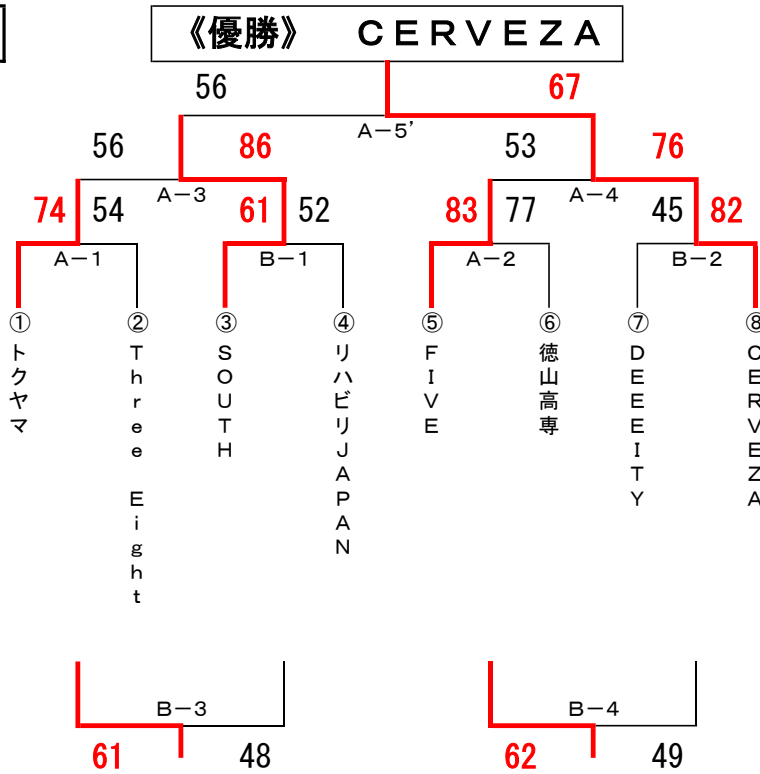 《優勝》 ＣＥＲＶＥＺＡ
56 67
A－5’
56 86 53 76
A－3 A－4
74 54 61 52 83 77 45 82
A－1 B－1 A－2 B－2
① ② ③ ④ ⑤ ⑥ ⑦ ⑧
トクヤマ
Three Eight
SOUTH
リハビリJAPAN
FIVE
徳山高専
DEEEITY
CERVEZA
B－3 B－4
61 48 62 49